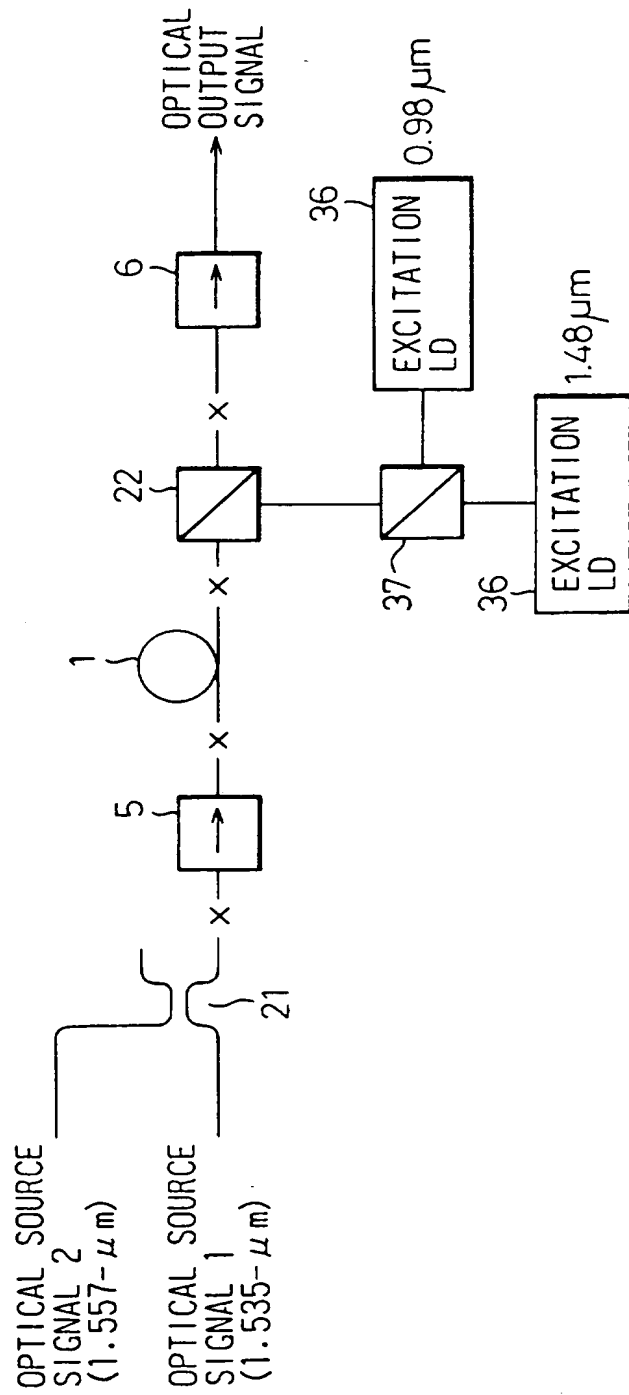 OPTICAL SOURCE
SIGNAL 2
(1.557-μm)
OPTICAL SOURCE
SIGNAL 1
(1.535-μm)
21
5
1
22
6
OPTICAL
OUTPUT
SIGNAL
37
36
EXCITATION
LD
0.98μm
36
EXCITATION
LD
1.48μm